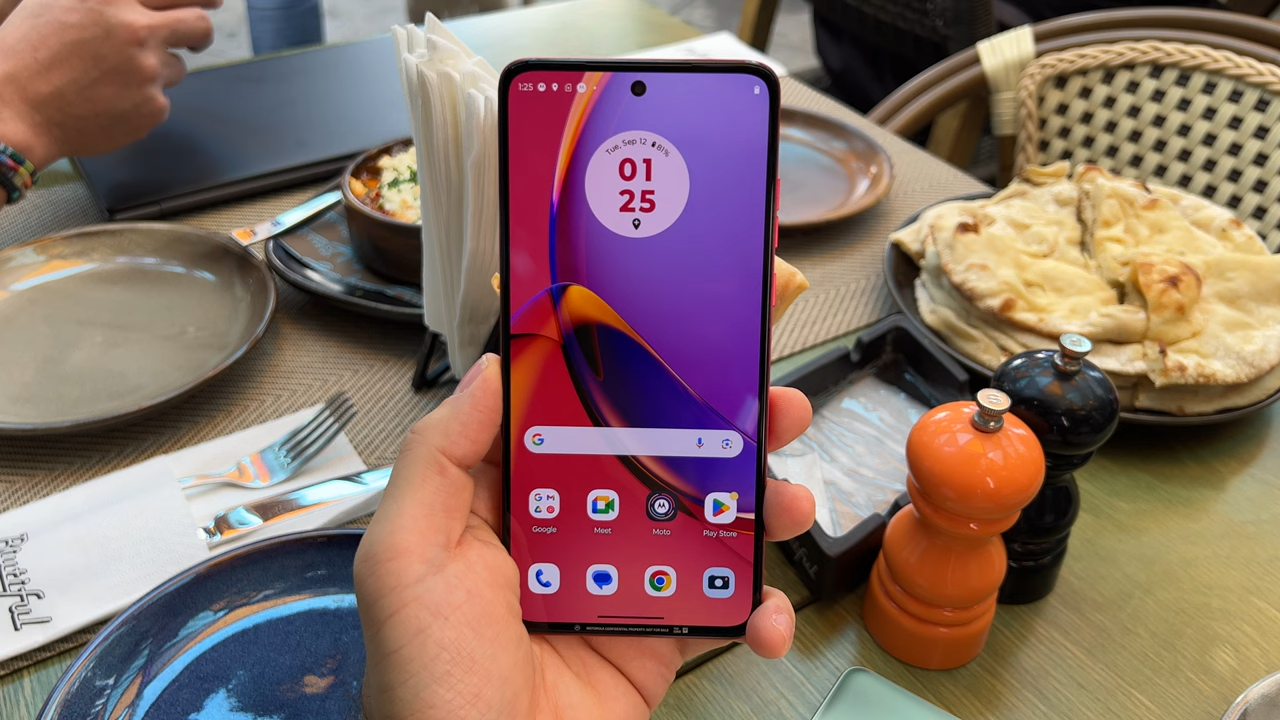 1:25
Tue, Sep 12 81%
01
25
G
Google
Meet
Moto
Play Store
MOTOROLA CONFIDENTIAL PROPERTY. NOT FOR SALE